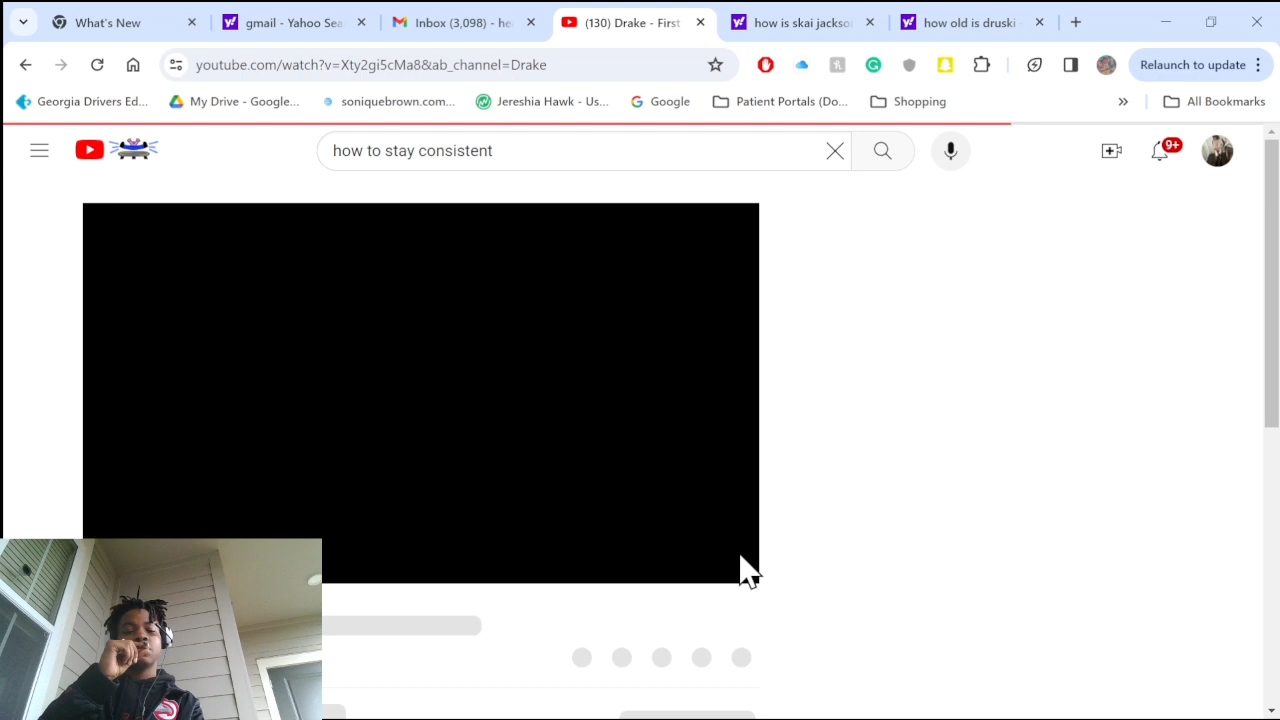 What's New
gmail - Yahoo Sea
Inbox (3,098) - he
(130) Drake - First
how is skai jackso
how old is druski -
youtube.com/watch?v=Xty2gi5cMa8&ab_channel=Drake
Relaunch to update
Georgia Drivers Ed...
My Drive - Google...
soniquebrown.com...
Jereshia Hawk - Us...
Google
Patient Portals (Do...
Shopping
»
All Bookmarks
how to stay consistent
9+